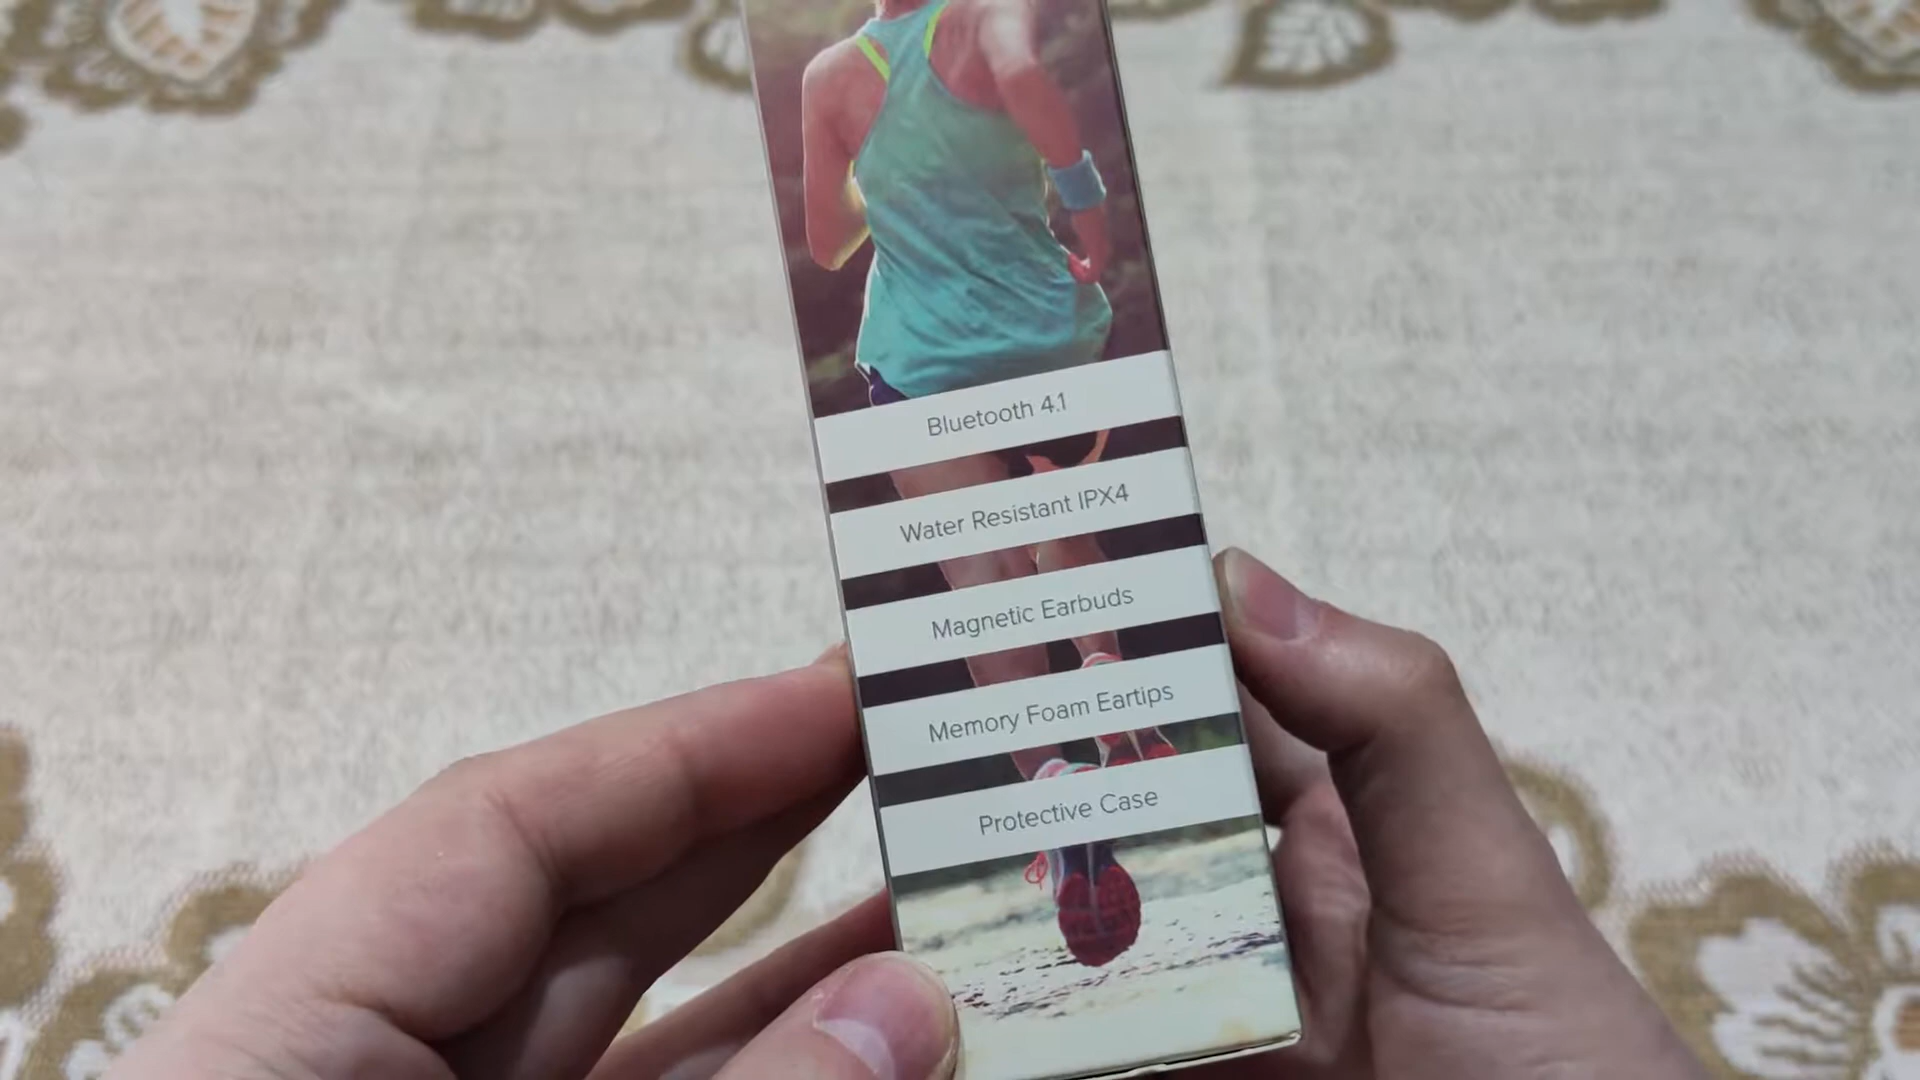 Bluetooth 4.1
Water Resistant IPX4
Magnetic Earbuds
Memory Foam Eartips
Protective Case